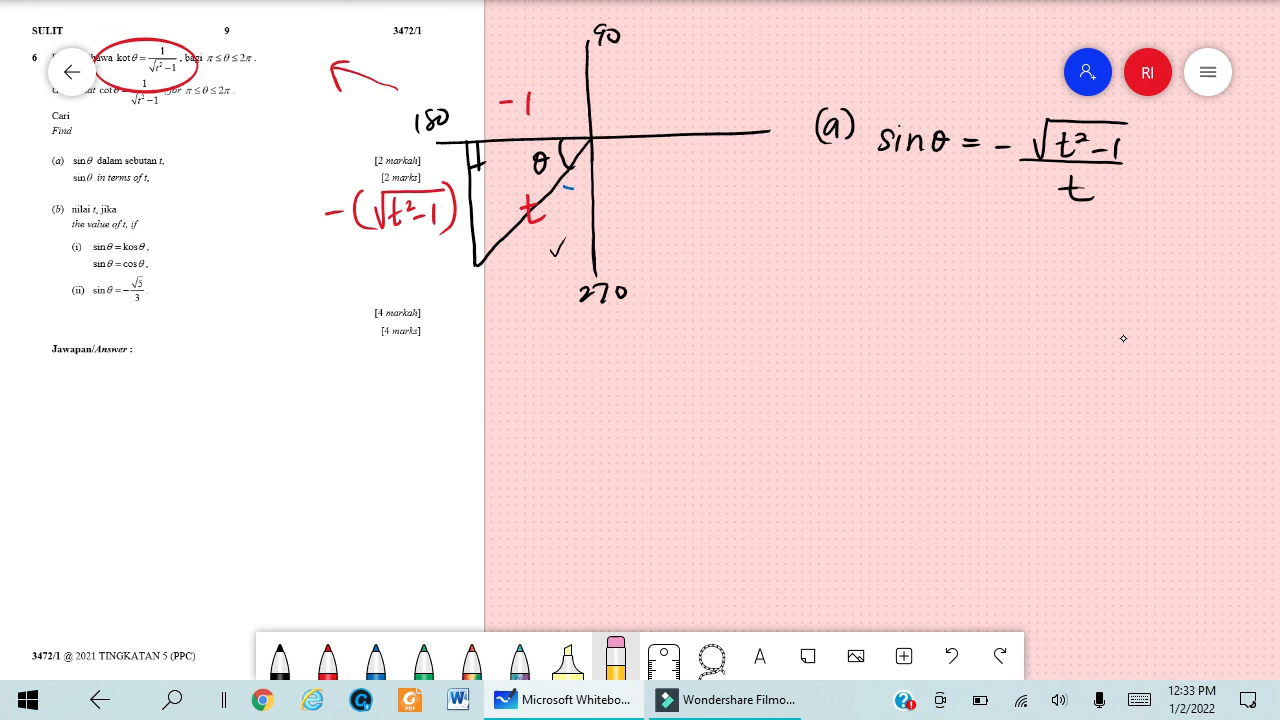 SULIT 9 3472/1
6 bahawa kot θ = 1/√(t²−1), bagi π ≤ θ ≤ 2π.
cot θ = 1/√(t²−1), for π ≤ θ ≤ 2π.
Cari
Find
(a) sin θ dalam sebutan t, [2 markah]
sin θ in terms of t, [2 marks]
(b) nilai t, jika
the value of t, if
(i) sin θ = kos θ,
sin θ = cos θ,
(ii) sin θ = −√5/3.
[4 markah]
[4 marks]
Jawapan/Answer :
3472/1 @ 2021 TINGKATAN 5 (PPC)
90
180
-1
θ
-(√t²-1)
t
270
(a) sin θ = - √t²-1 / t
RI
A
W
Microsoft Whitebo...
Wondershare Filmo...
12:33 PM
1/2/2022